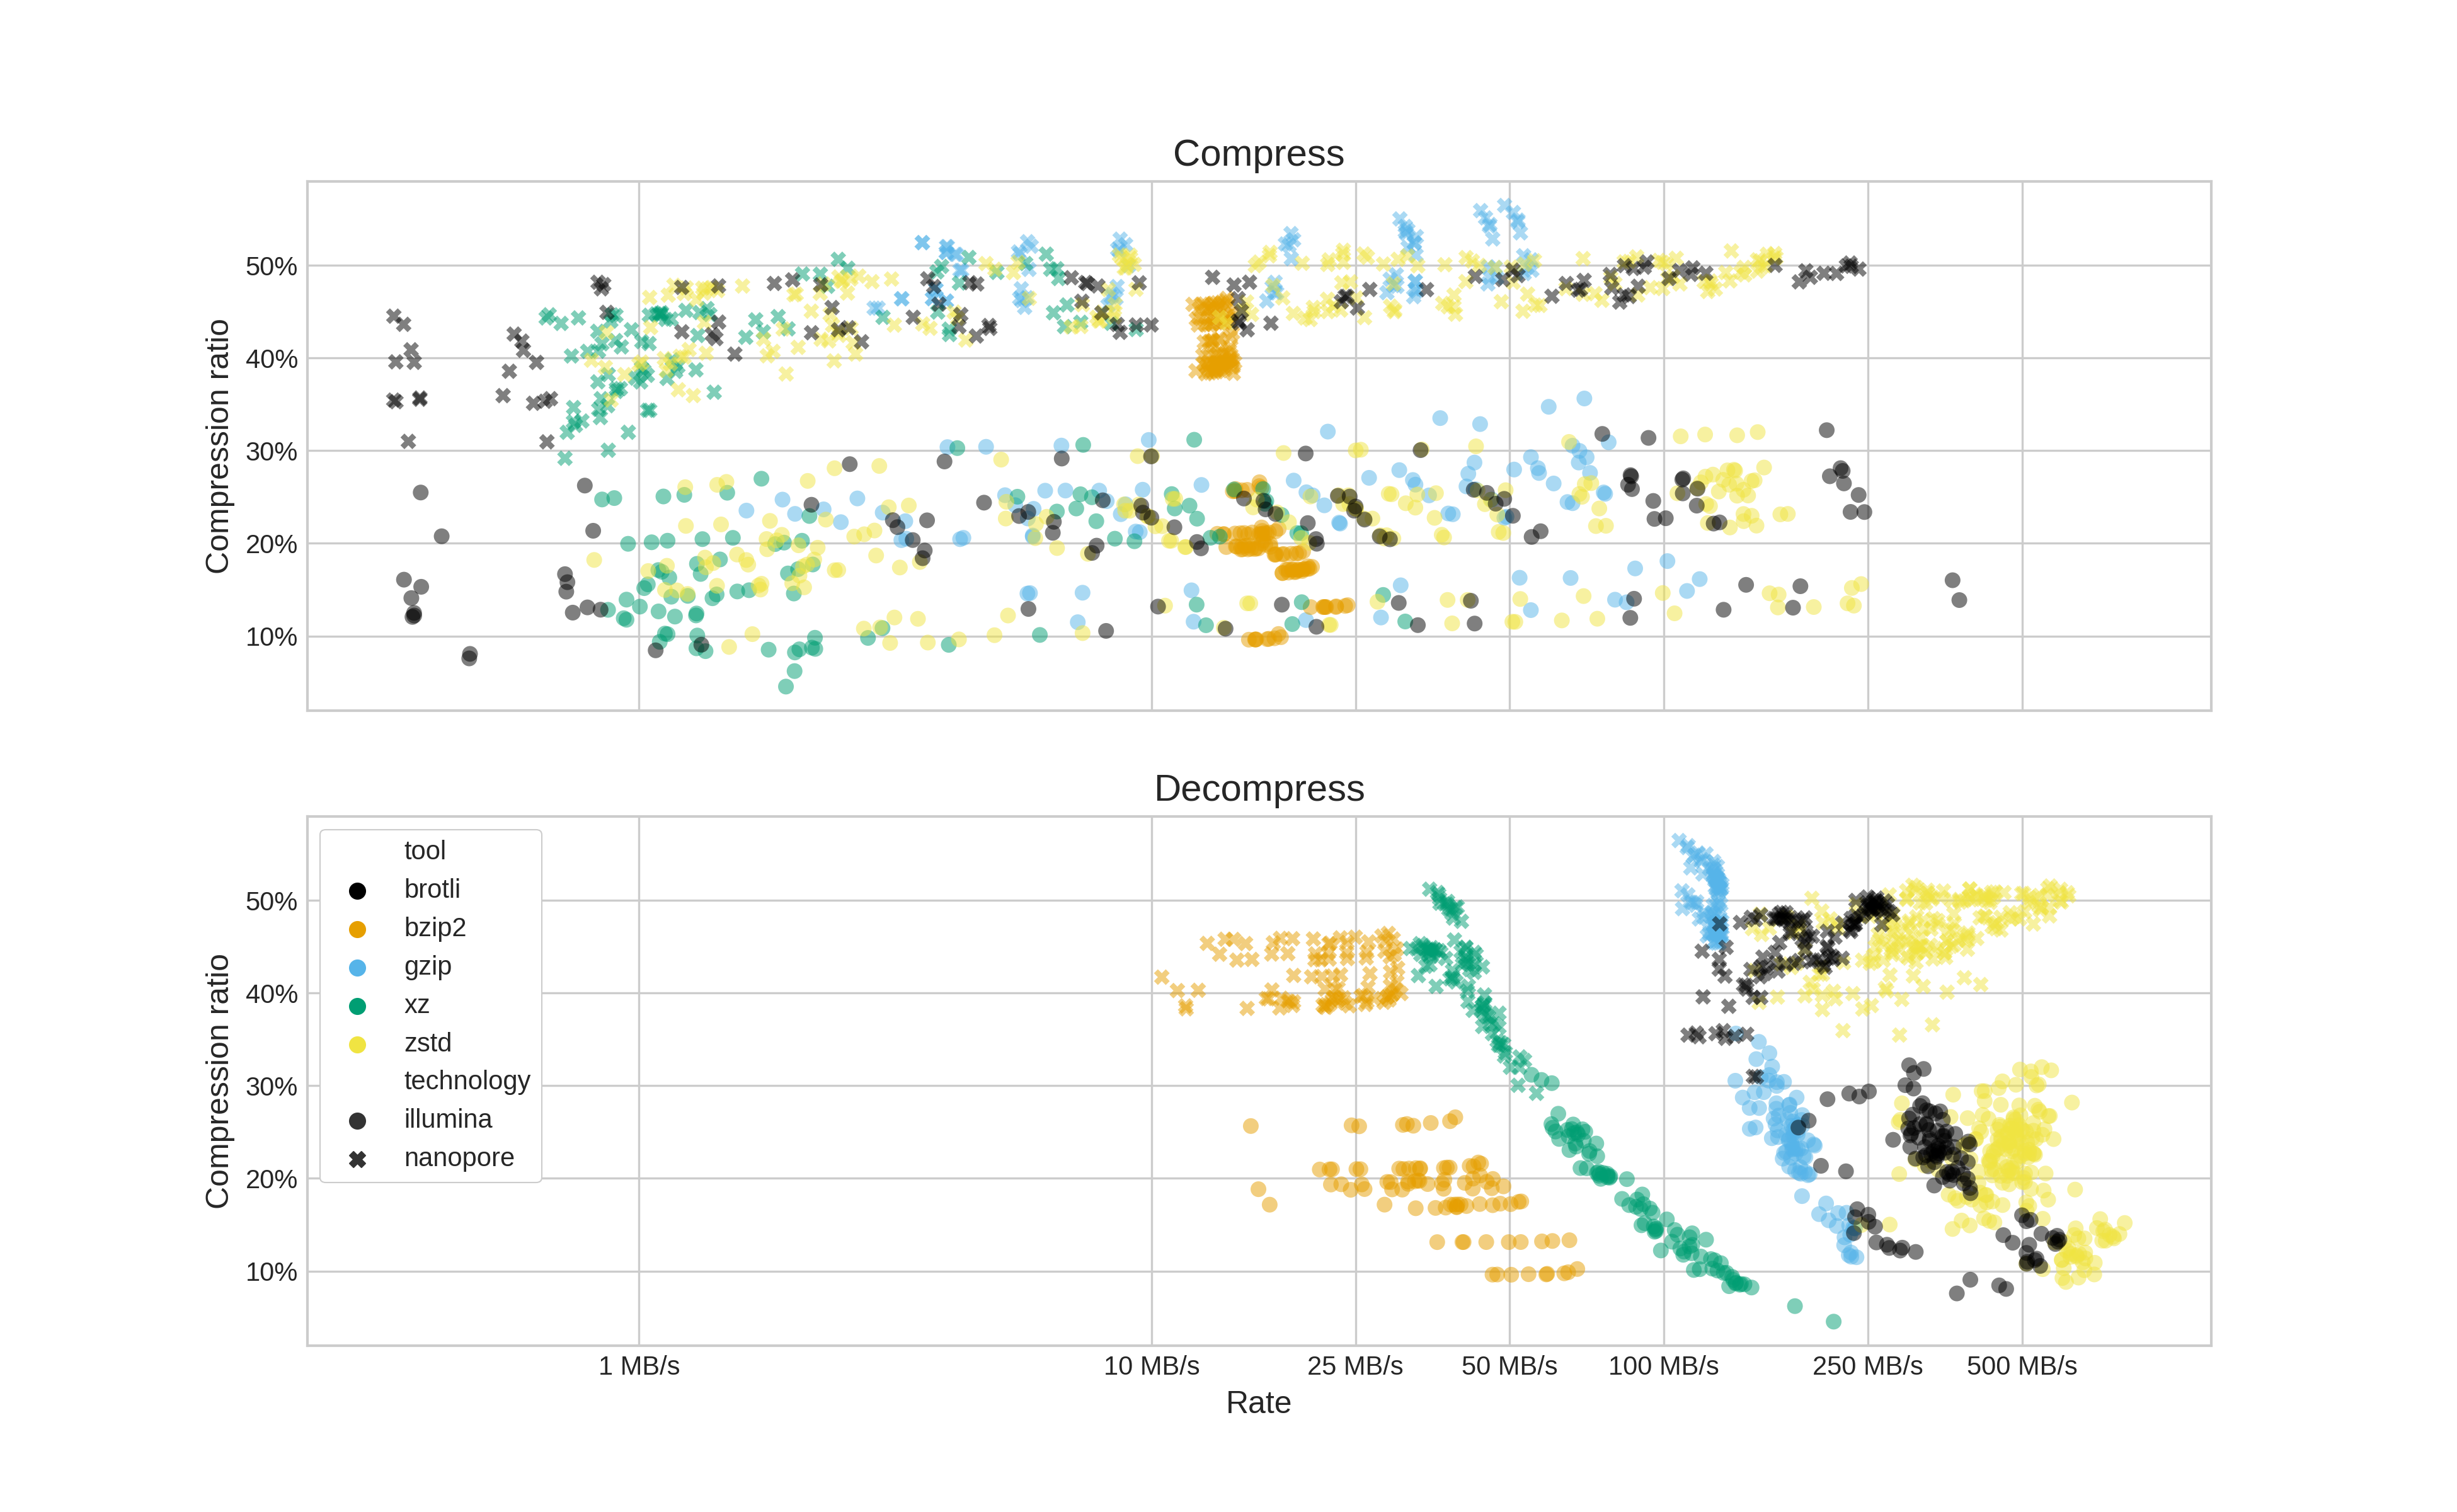 Compress
Compression ratio
50%
40%
30%
20%
10%
Decompress
Compression ratio
50%
40%
30%
20%
10%
tool
brotli
bzip2
gzip
xz
zstd
technology
illumina
nanopore
1 MB/s 10 MB/s 25 MB/s 50 MB/s 100 MB/s 250 MB/s 500 MB/s
Rate